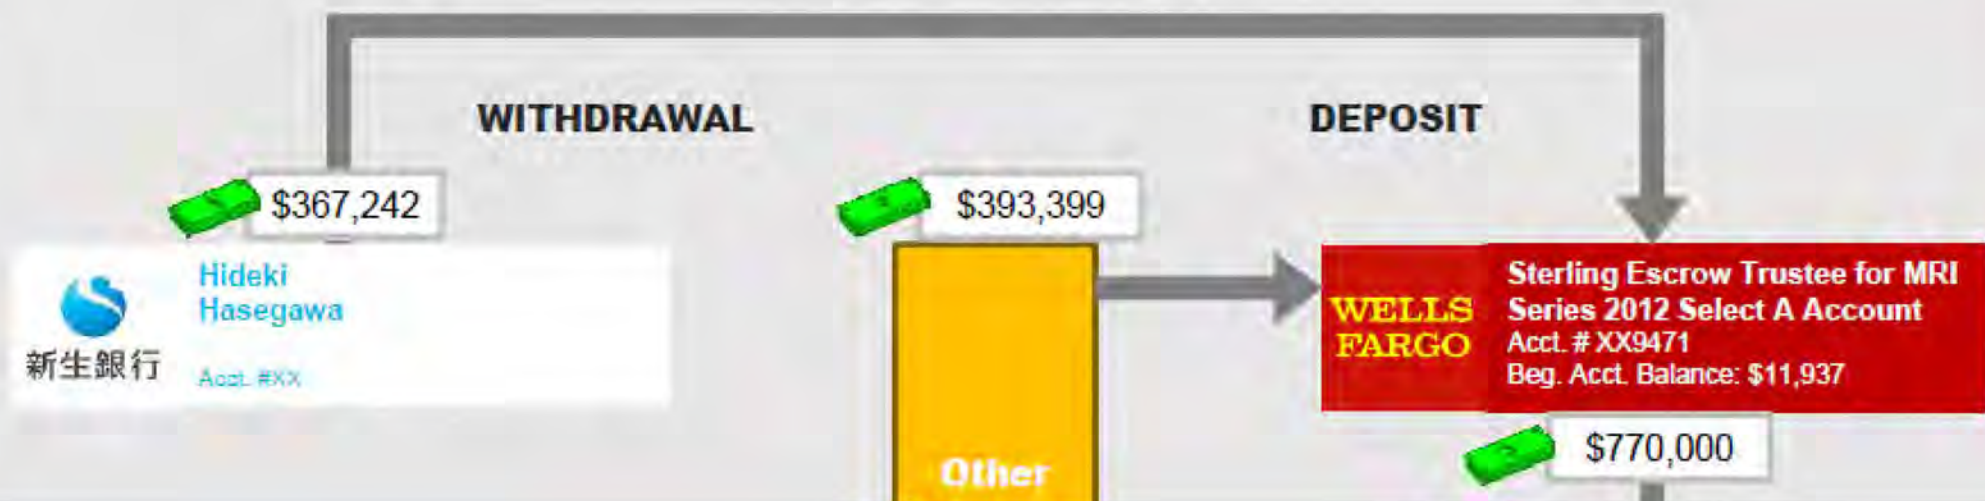 WITHDRAWAL
DEPOSIT
$367,242
$393,399
Hideki
Hasegawa
新生銀行
Acct. #XX
Other
WELLS
FARGO
Sterling Escrow Trustee for MRI
Series 2012 Select A Account
Acct. # XX9471
Beg. Acct. Balance: $11,937
$770,000